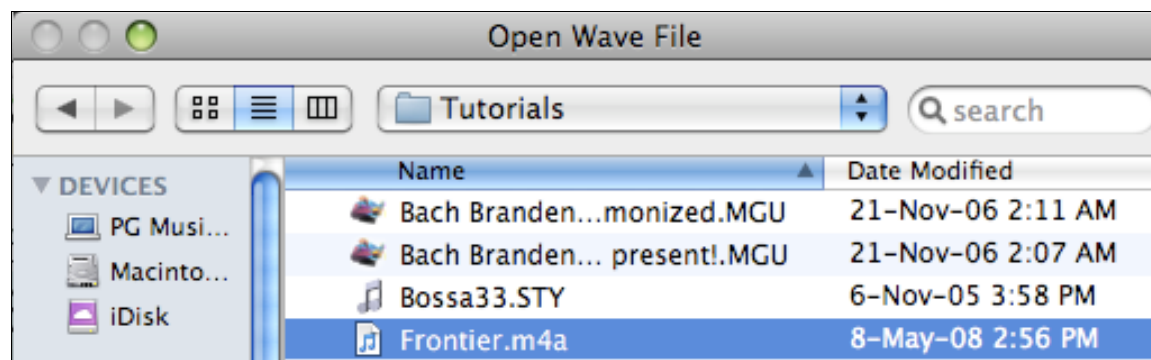 Open Wave File
Tutorials
search
DEVICES
PG Musi...
Macinto...
iDisk
Name Date Modified
Bach Branden...monized.MGU 21-Nov-06 2:11 AM
Bach Branden... present!.MGU 21-Nov-06 2:07 AM
Bossa33.STY 6-Nov-05 3:58 PM
Frontier.m4a 8-May-08 2:56 PM